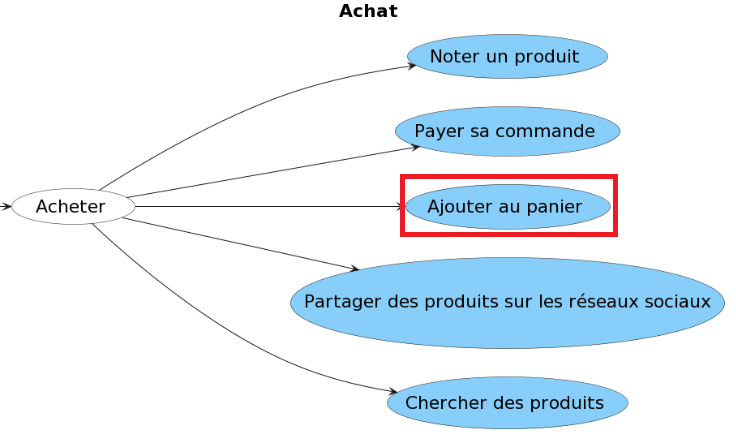 Achat
Noter un produit
Payer sa commande
Acheter
Ajouter au panier
Partager des produits sur les réseaux sociaux
Chercher des produits